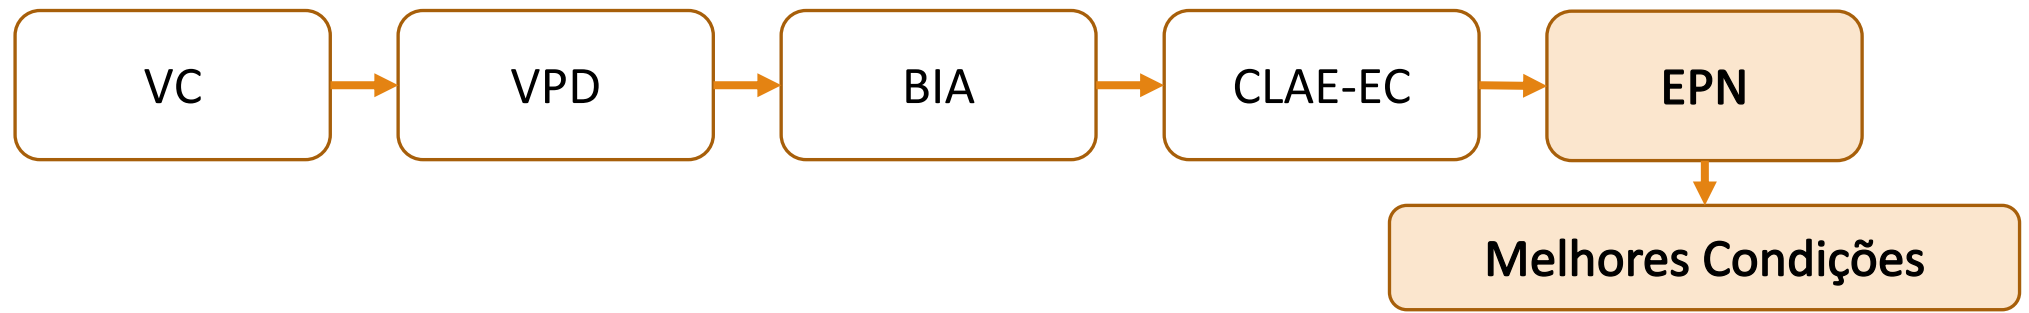 VC
VPD
BIA
CLAE-EC
EPN
Melhores Condições